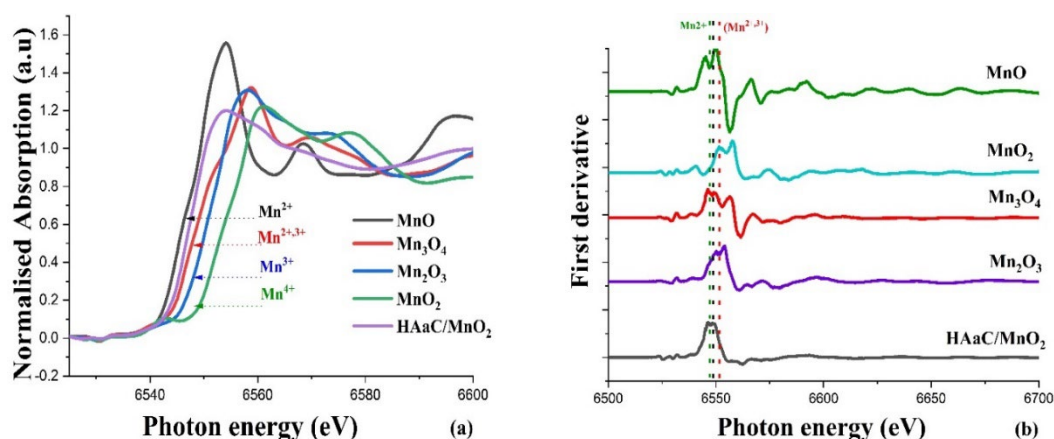 1.6
1.4
1.2
1.0
0.8
0.6
0.4
0.2
0.0
-0.2
Normalised Absorption (a.u)
Mn2+
Mn2+,3+
Mn3+
Mn4+
MnO
Mn3O4
Mn2O3
MnO2
HAaC/MnO2
6540
6560
6580
6600
Photon energy (eV)
(a)
Mn2+
(Mn2+,3+)
First derivative
MnO
MnO2
Mn3O4
Mn2O3
HAaC/MnO2
6500
6550
6600
6650
6700
Photon energy (eV)
(b)